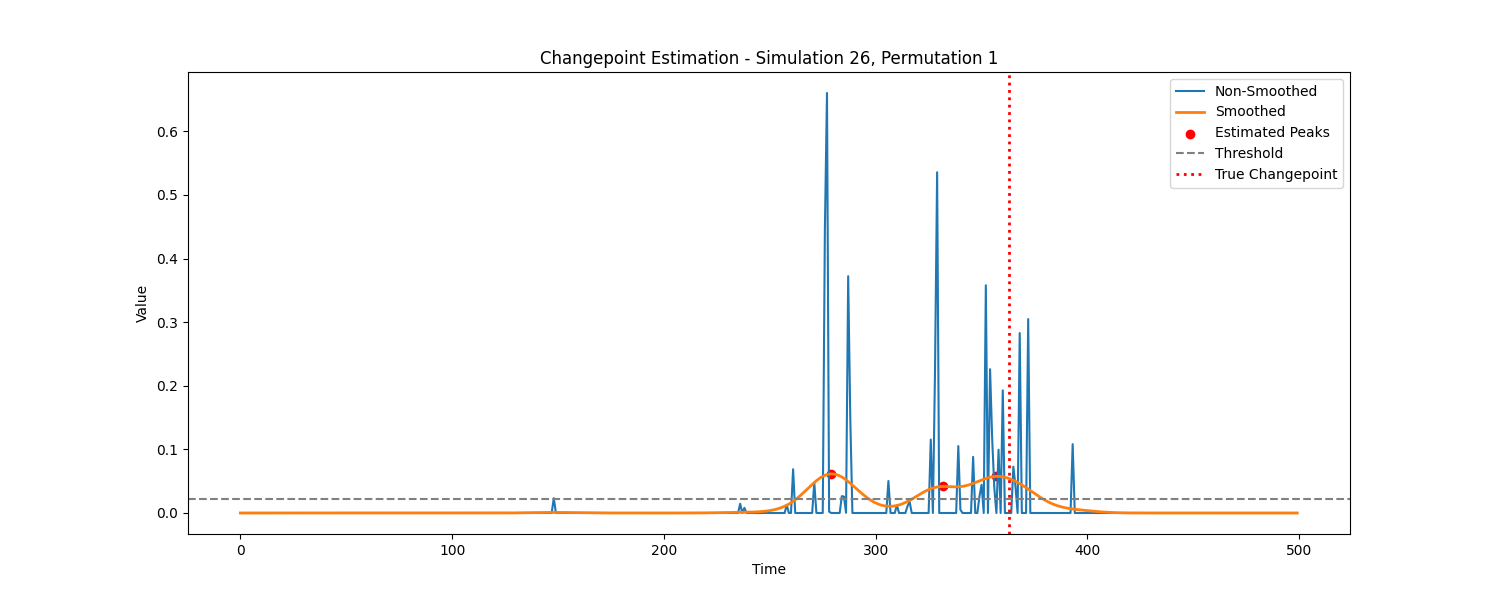 Changepoint Estimation - Simulation 26, Permutation 1
Non-Smoothed
Smoothed
Estimated Peaks
Threshold
True Changepoint
Value
0.6
0.5
0.4
0.3
0.2
0.1
0.0
0
100
200
300
400
500
Time